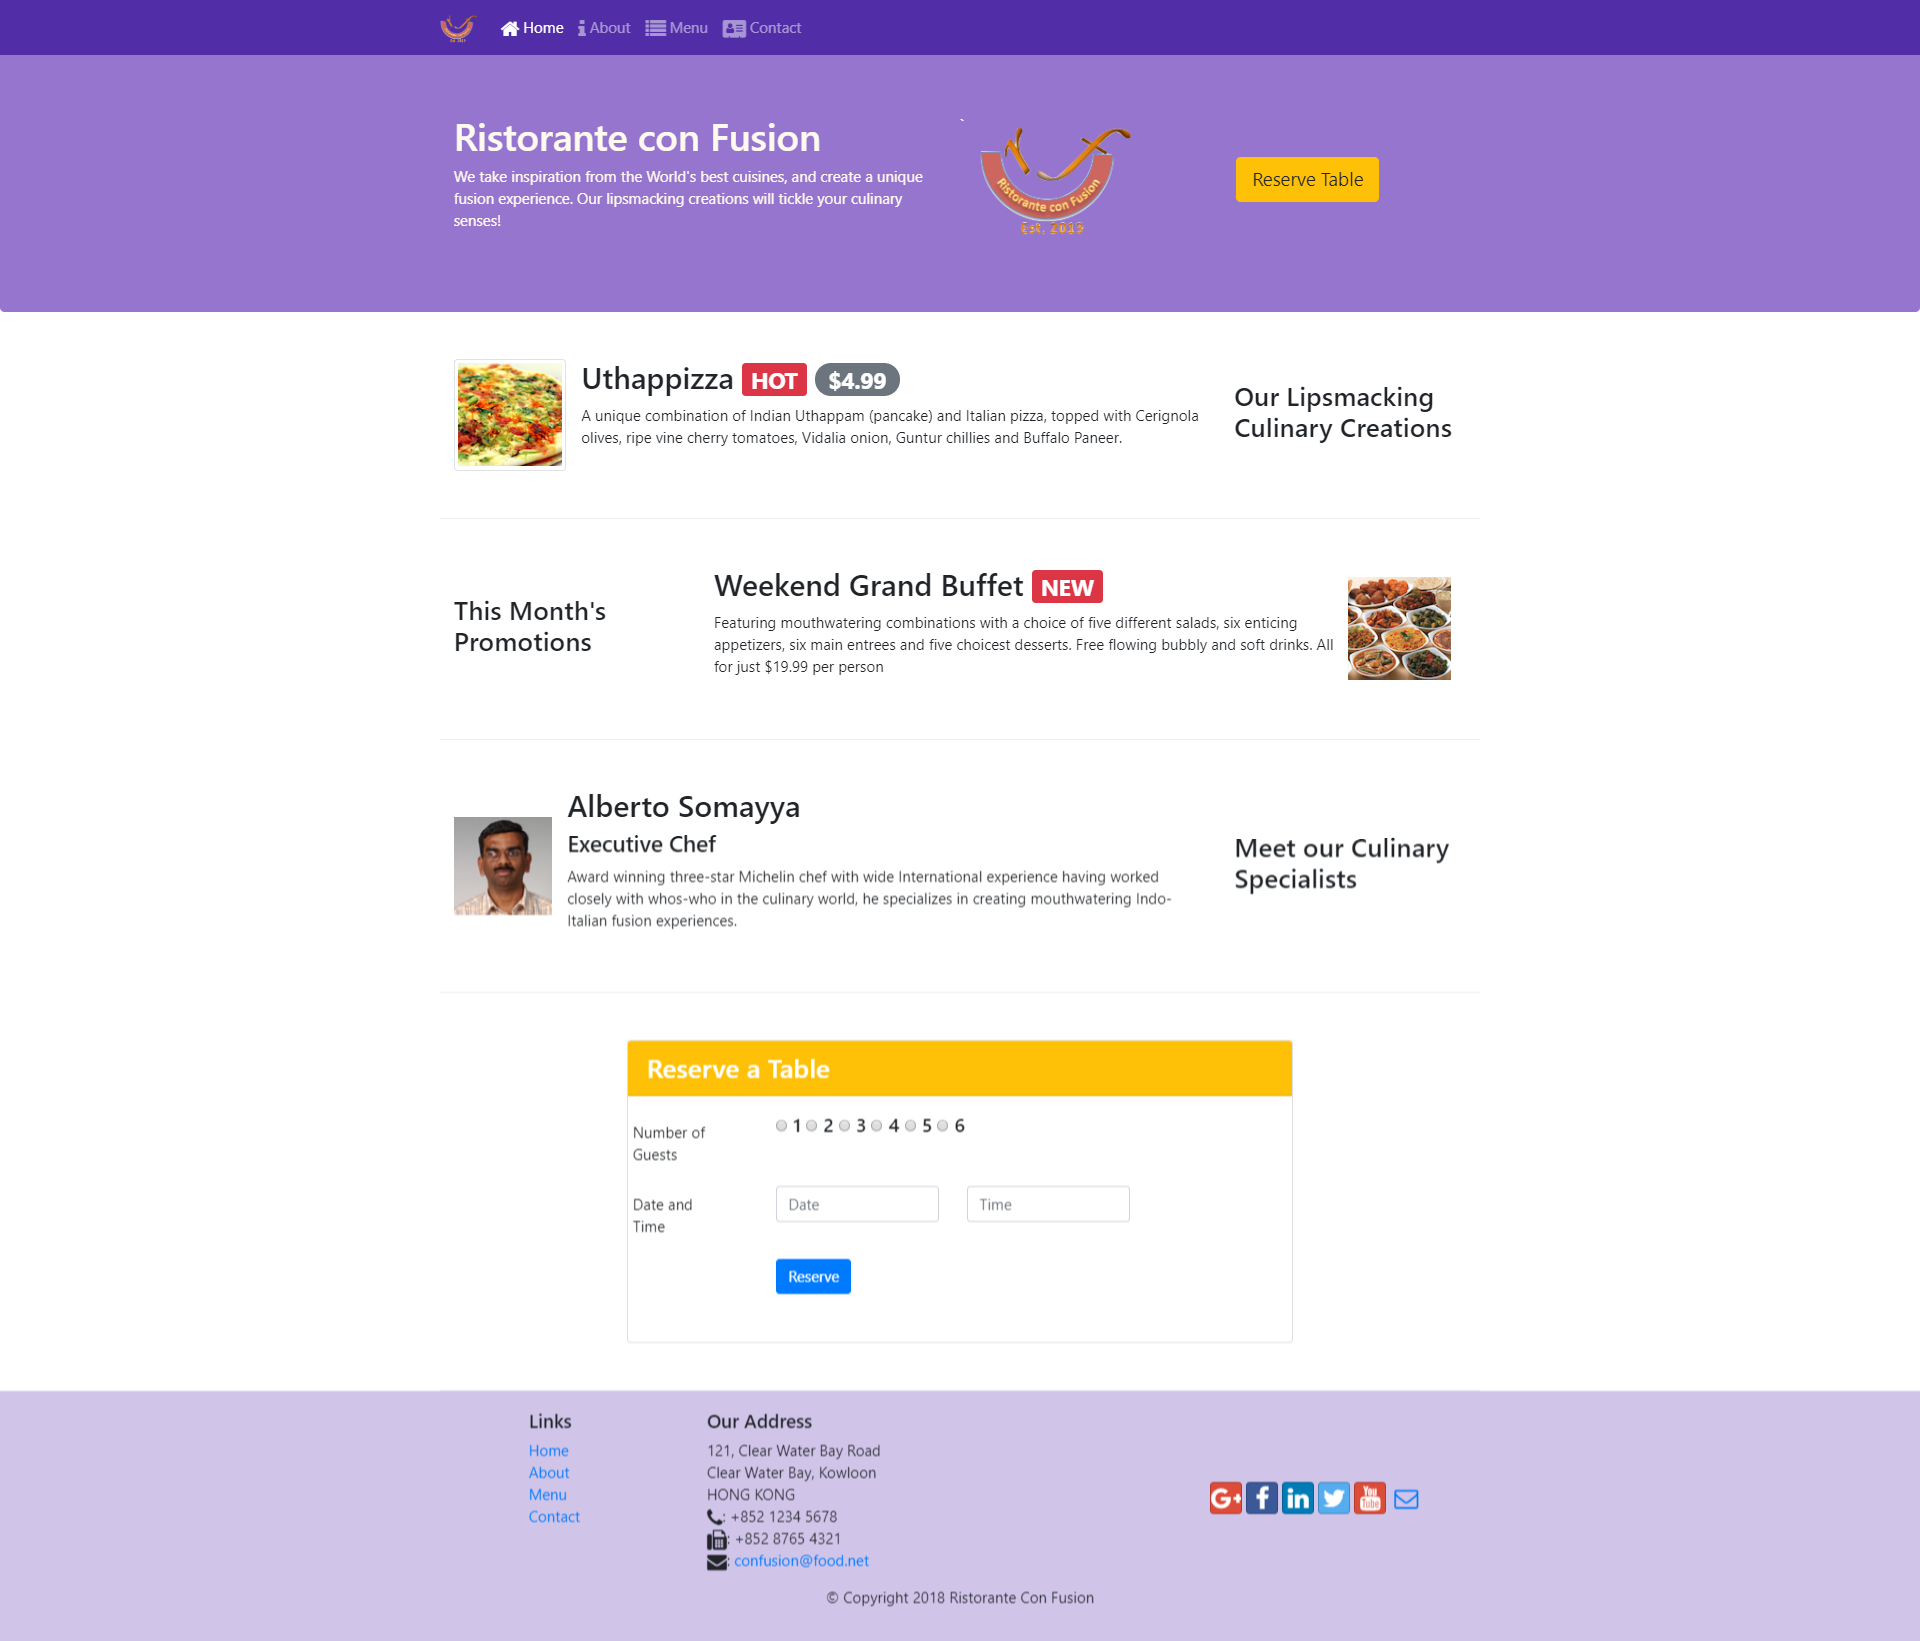 Home About Menu Contact
Ristorante con Fusion
We take inspiration from the World's best cuisines, and create a unique
fusion experience. Our lipsmacking creations will tickle your culinary
senses!
`
Ristorante con Fusion
Est. 2013
Reserve Table
Uthappizza HOT $4.99
A unique combination of Indian Uthappam (pancake) and Italian pizza, topped with Cerignola
olives, ripe vine cherry tomatoes, Vidalia onion, Guntur chillies and Buffalo Paneer.
Our Lipsmacking
Culinary Creations
This Month's
Promotions
Weekend Grand Buffet NEW
Featuring mouthwatering combinations with a choice of five different salads, six enticing
appetizers, six main entrees and five choicest desserts. Free flowing bubbly and soft drinks. All
for just $19.99 per person
Alberto Somayya
Executive Chef
Award winning three-star Michelin chef with wide International experience having worked
closely with whos-who in the culinary world, he specializes in creating mouthwatering Indo-
Italian fusion experiences.
Meet our Culinary
Specialists
Reserve a Table
Number of
Guests
1 2 3 4 5 6
Date and
Time
Date
Time
Reserve
Links
Home
About
Menu
Contact
Our Address
121, Clear Water Bay Road
Clear Water Bay, Kowloon
HONG KONG
: +852 1234 5678
: +852 8765 4321
: confusion@food.net
G+ f in You Tube
© Copyright 2018 Ristorante Con Fusion